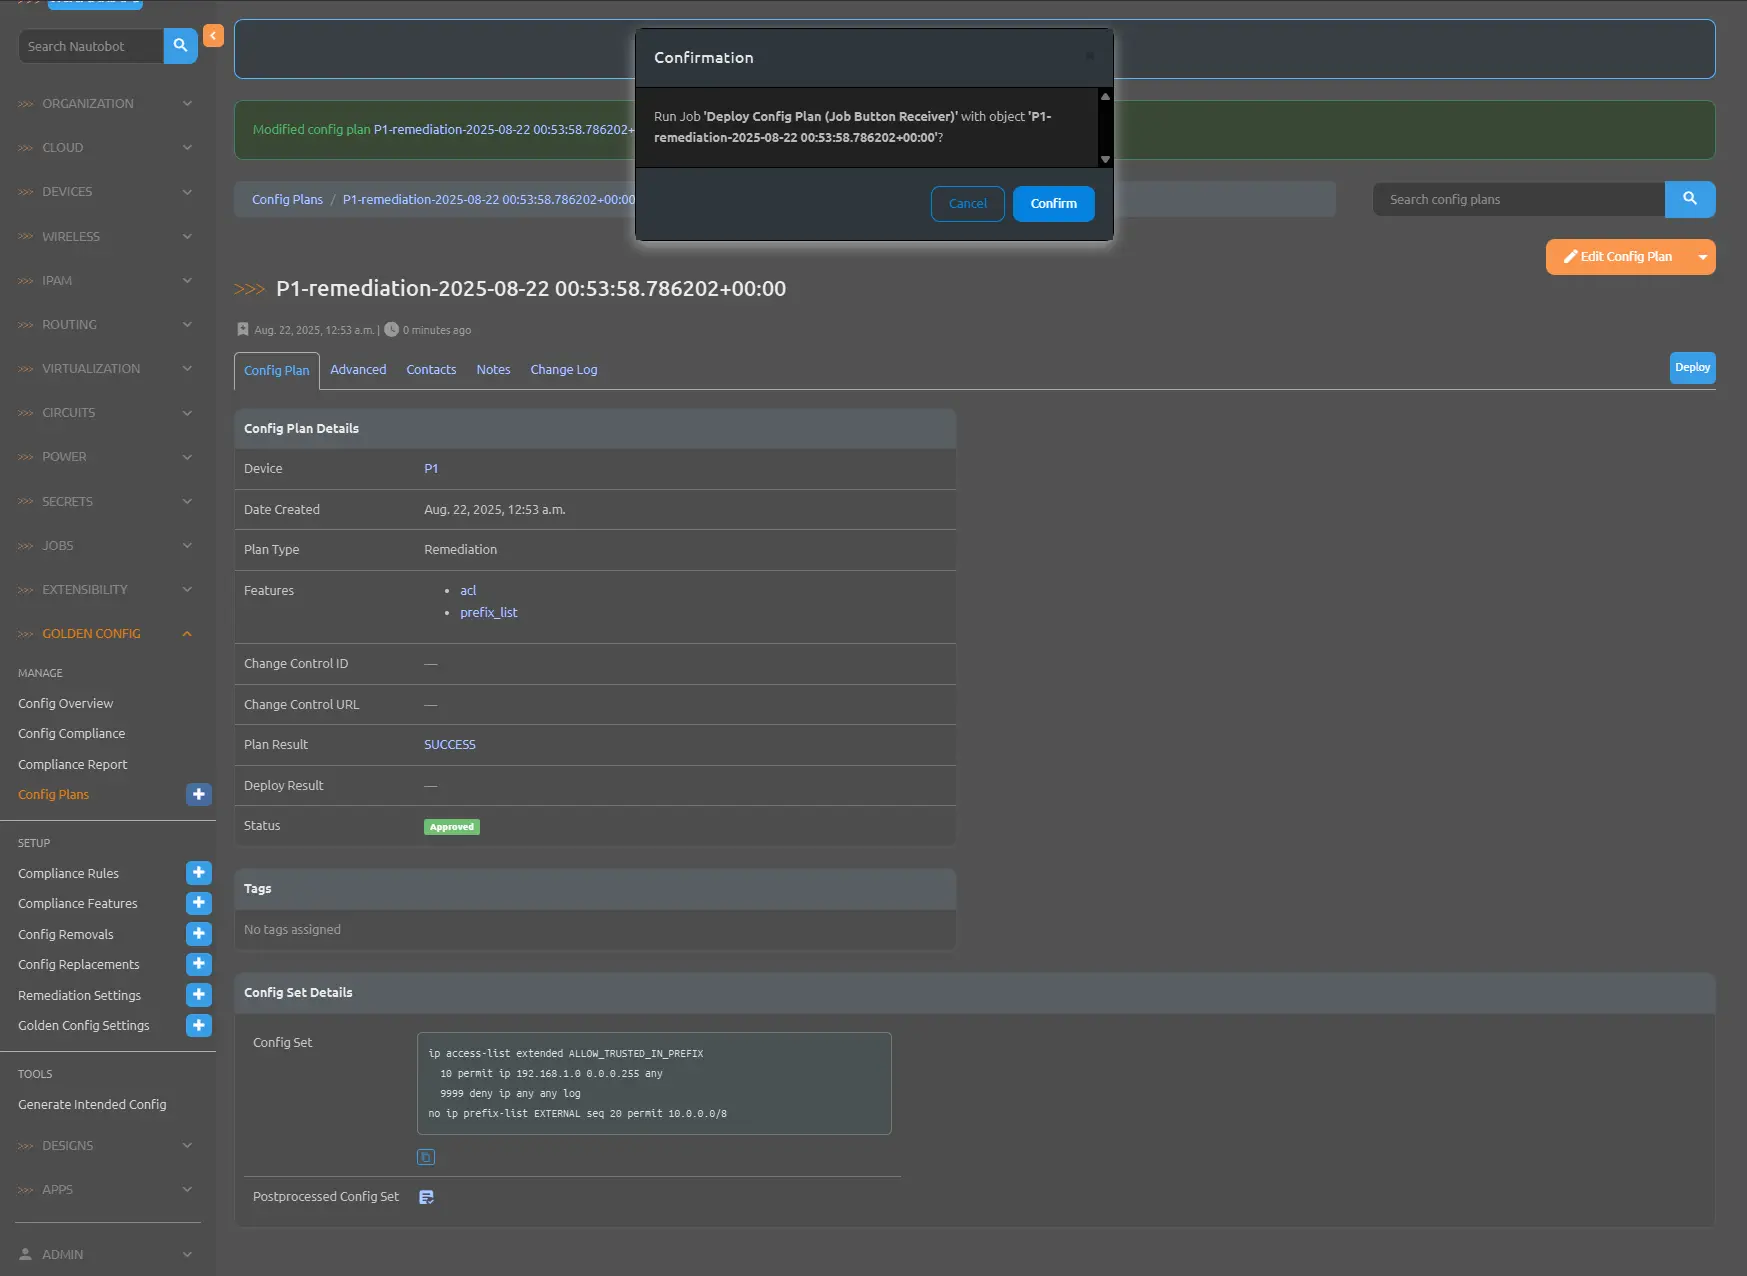 Search Nautobot
ORGANIZATION
CLOUD
DEVICES
WIRELESS
IPAM
ROUTING
VIRTUALIZATION
CIRCUITS
POWER
SECRETS
JOBS
EXTENSIBILITY
GOLDEN CONFIG
MANAGE
Config Overview
Config Compliance
Compliance Report
Config Plans
SETUP
Compliance Rules
Compliance Features
Config Removals
Config Replacements
Remediation Settings
Golden Config Settings
TOOLS
Generate Intended Config
DESIGNS
APPS
ADMIN
Confirmation
Run Job 'Deploy Config Plan (Job Button Receiver)' with object 'P1-
remediation-2025-08-22 00:53:58.786202+00:00'?
Cancel
Confirm
Modified config plan P1-remediation-2025-08-22 00:53:58.786202+
Config Plans / P1-remediation-2025-08-22 00:53:58.786202+00:00
Search config plans
Edit Config Plan
>>> P1-remediation-2025-08-22 00:53:58.786202+00:00
Aug. 22, 2025, 12:53 a.m. | 0 minutes ago
Config Plan Advanced Contacts Notes Change Log
Deploy
Config Plan Details
Device P1
Date Created Aug. 22, 2025, 12:53 a.m.
Plan Type Remediation
Features
• acl
• prefix_list
Change Control ID —
Change Control URL —
Plan Result SUCCESS
Deploy Result —
Status Approved
Tags
No tags assigned
Config Set Details
Config Set
ip access-list extended ALLOW_TRUSTED_IN_PREFIX
10 permit ip 192.168.1.0 0.0.0.255 any
9999 deny ip any any log
no ip prefix-list EXTERNAL seq 20 permit 10.0.0.0/8
Postprocessed Config Set